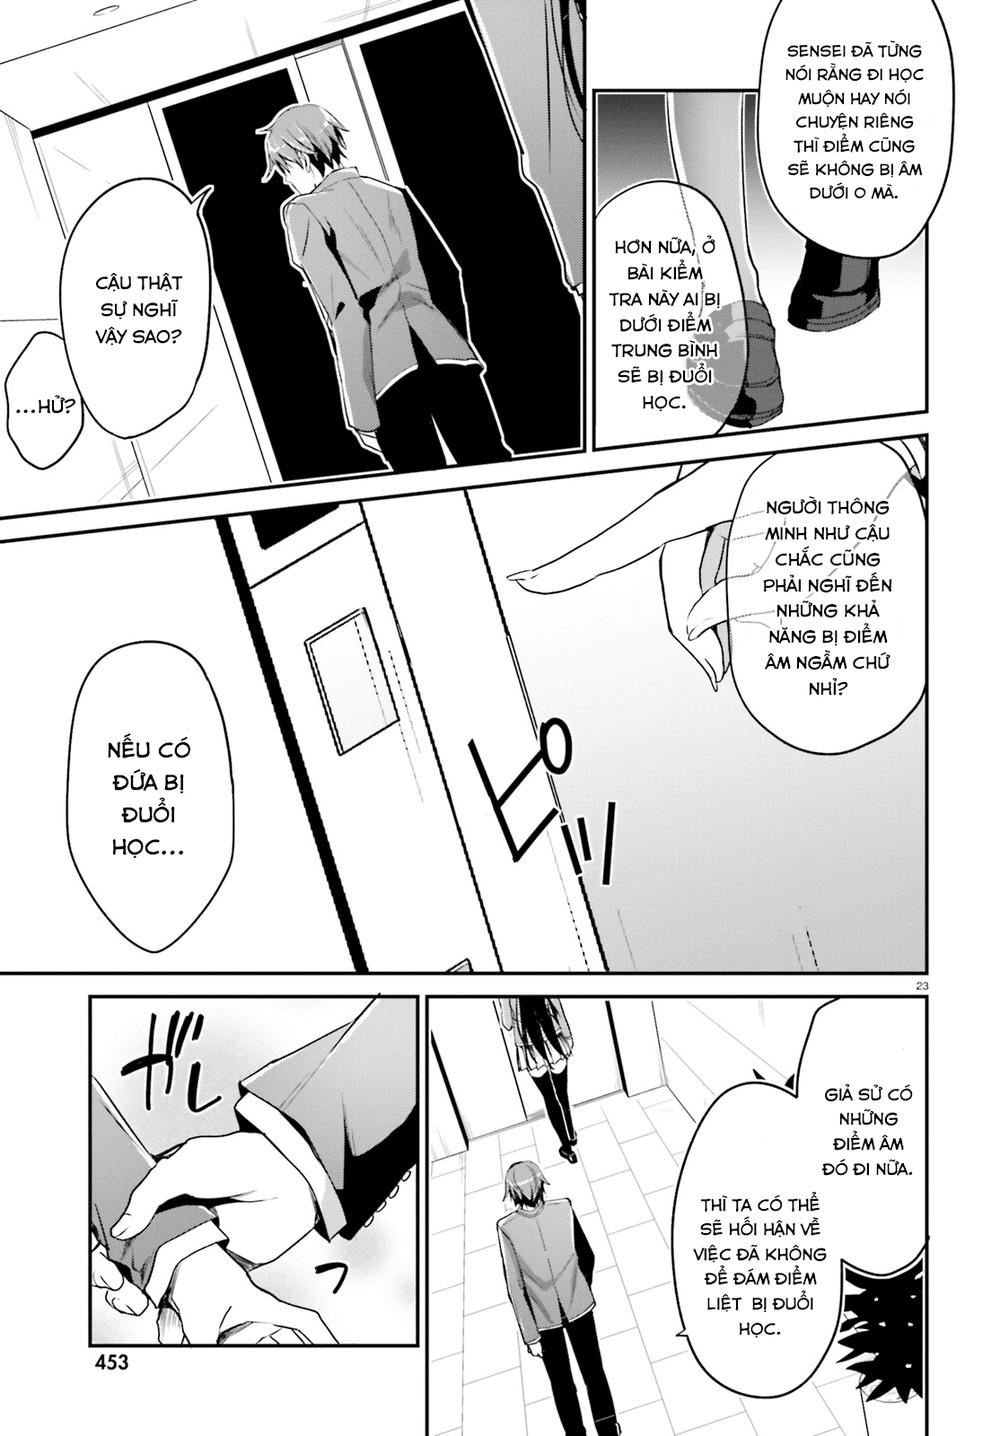 SENSEI ĐÃ TỪNG
NÓI RẰNG ĐI HỌC
MUỘN HAY NÓI
CHUYỆN RIÊNG
THÌ ĐIỂM CŨNG
SẼ KHÔNG BỊ ÂM
DƯỚI 0 MÀ.
HƠN NỮA, Ở
BÀI KIỂM
TRA NÀY AI BỊ
DƯỚI ĐIỂM
TRUNG BÌNH
SẼ BỊ ĐUỔI
HỌC.
CẬU THẬT
SỰ NGHĨ
VẬY SAO?
...HỬ?
NGƯỜI THÔNG
MINH NHƯ CẬU
CHẮC CŨNG
PHẢI NGHĨ ĐẾN
NHỮNG KHẢ
NĂNG BỊ ĐIỂM
ÂM NGẦM CHỨ
NHỈ?
ピ
NẾU CÓ
ĐỨA BỊ
ĐUỔI
HỌC...
23
GIẢ SỬ CÓ
NHỮNG
ĐIỂM ÂM
ĐÓ ĐI NỮA.
THÌ TA CÓ THỂ
SẼ HỐI HẬN VỀ
VIỆC ĐÃ KHÔNG
ĐỂ ĐÁM ĐIỂM
LIỆT BỊ ĐUỔI
HỌC.
453